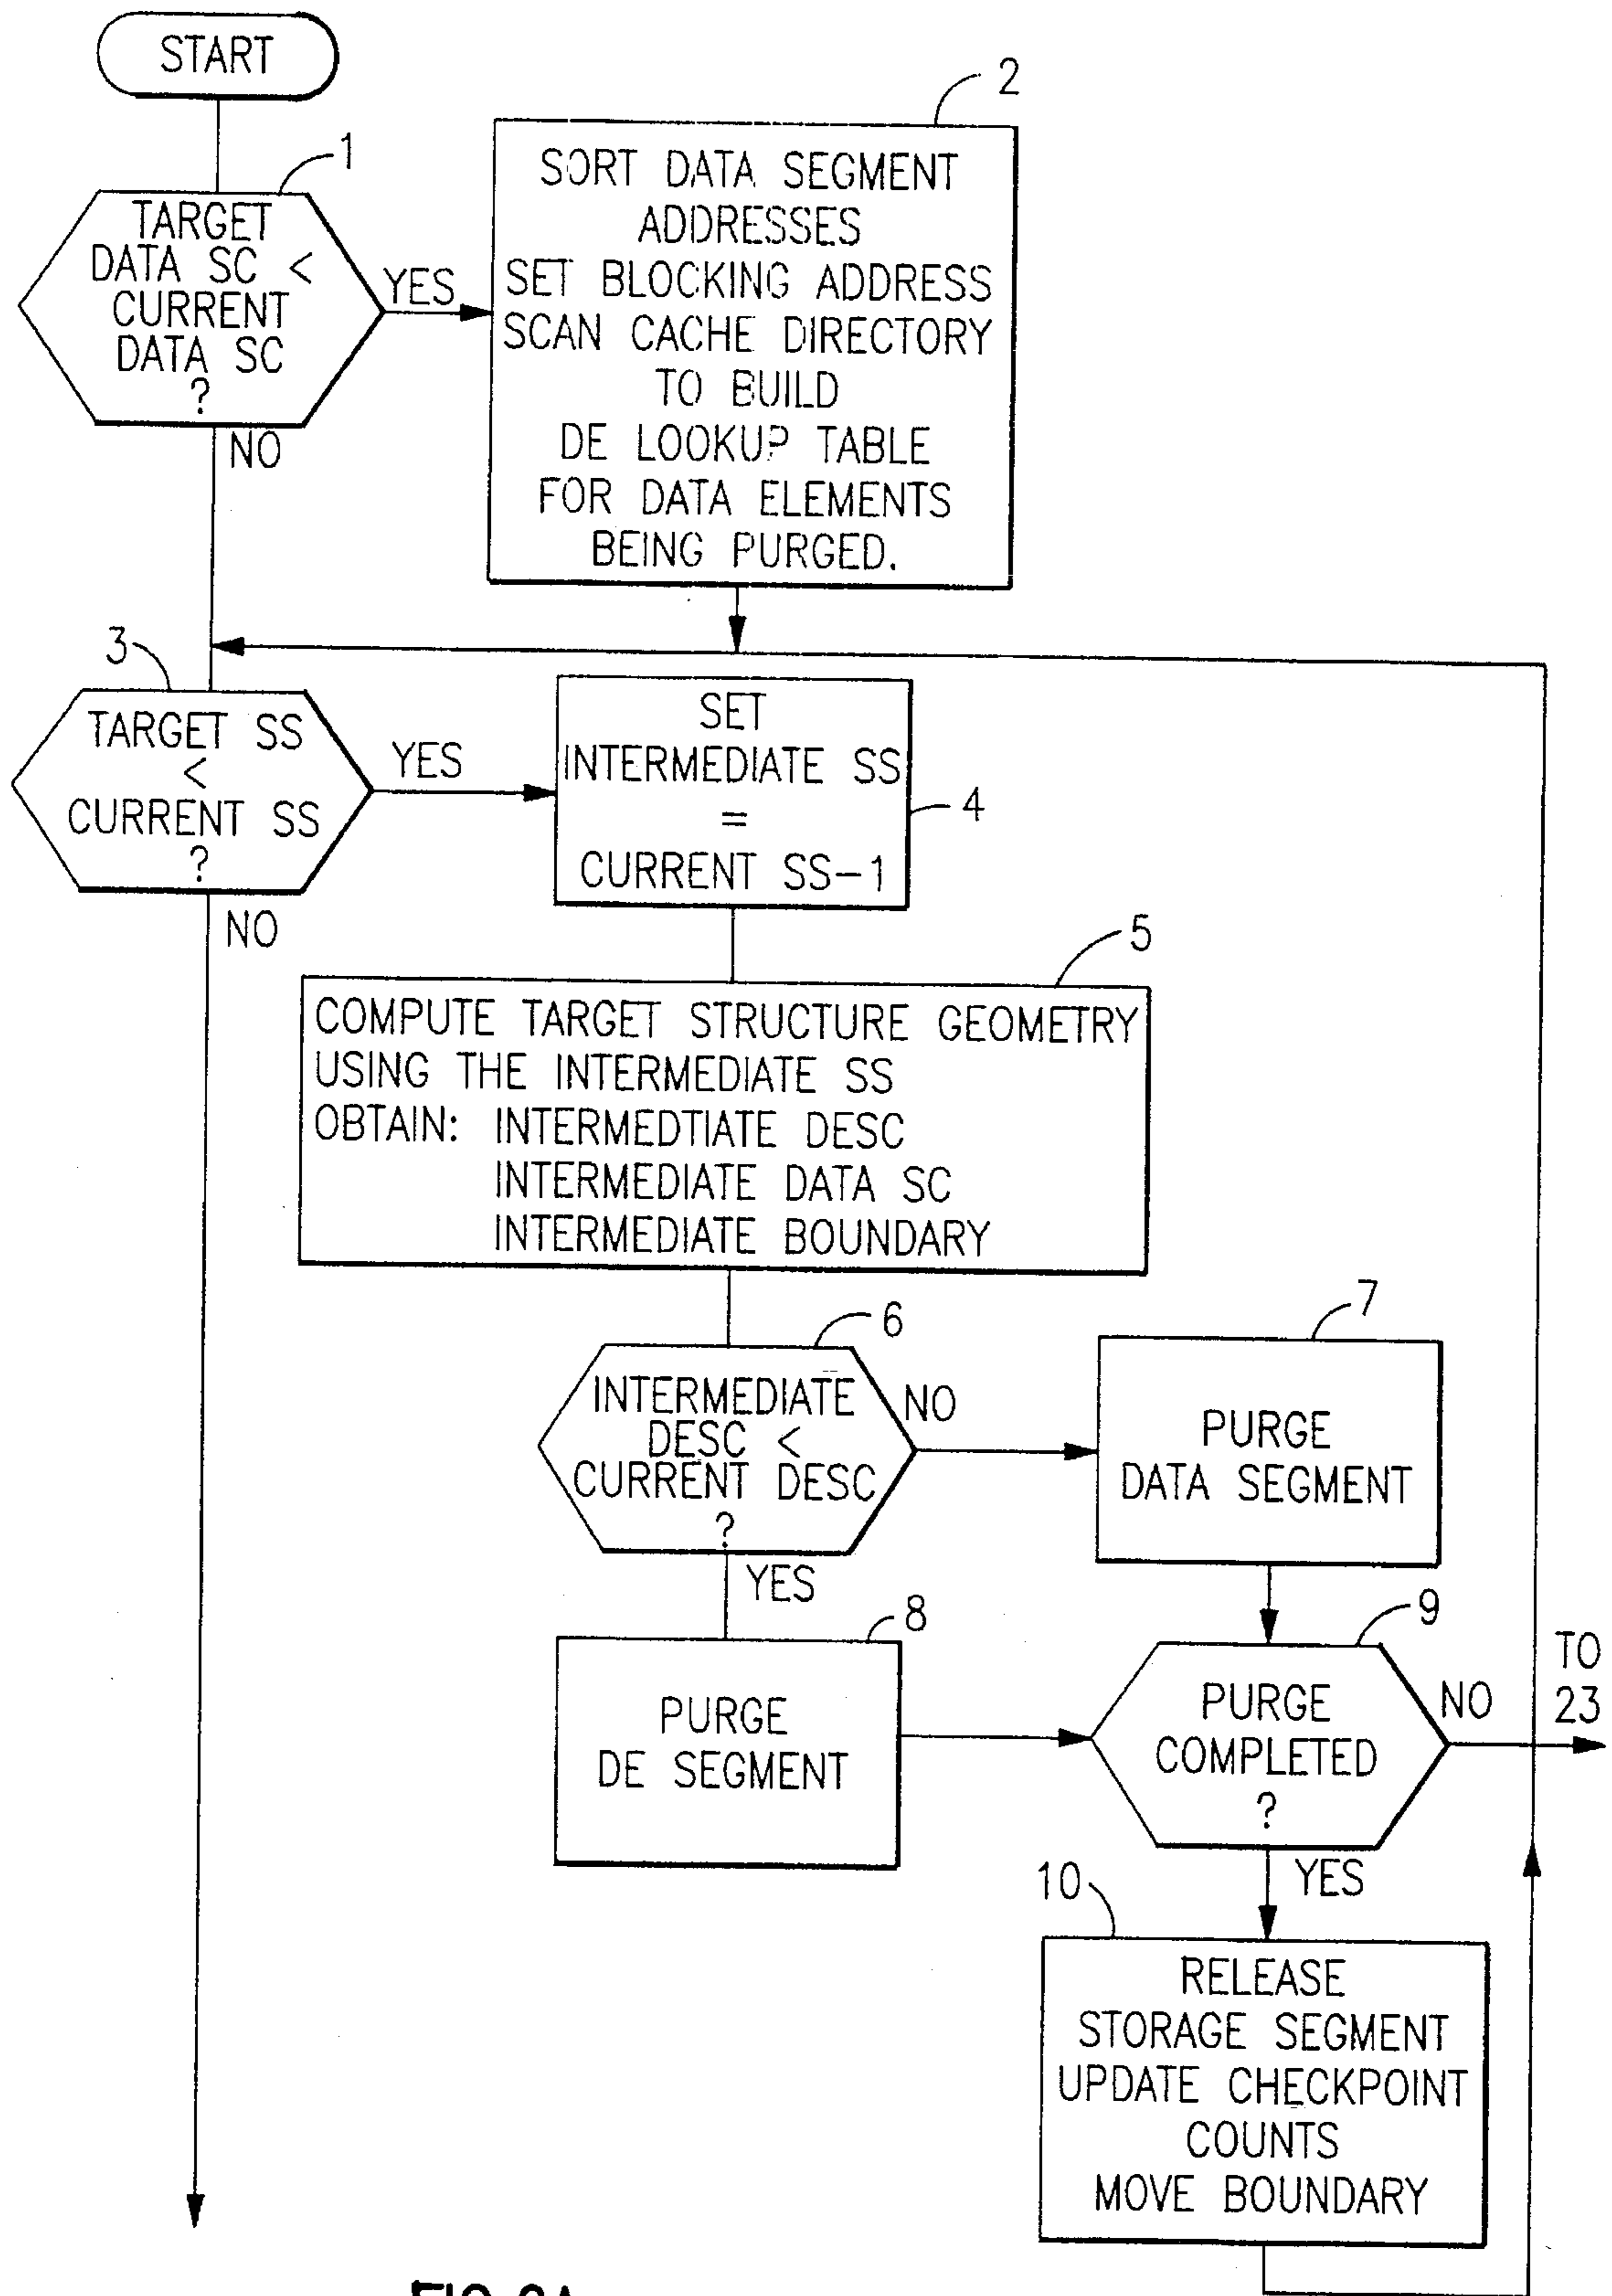 START
1
TARGET
DATA SC <
CURRENT
DATA SC
?
YES
NO
2
SORT DATA SEGMENT
ADDRESSES
SET BLOCKING ADDRESS
SCAN CACHE DIRECTORY
TO BUILD
DE LOOKUP TABLE
FOR DATA ELEMENTS
BEING PURGED.
3
TARGET SS
<
CURRENT SS
?
YES
NO
SET
INTERMEDIATE SS
=
CURRENT SS-1
4
5
COMPUTE TARGET STRUCTURE GEOMETRY
USING THE INTERMEDIATE SS
OBTAIN: INTERMEDTIATE DESC
INTERMEDIATE DATA SC
INTERMEDIATE BOUNDARY
6
INTERMEDIATE
DESC <
CURRENT DESC
?
NO
YES
7
PURGE
DATA SEGMENT
8
PURGE
DE SEGMENT
9
PURGE
COMPLETED
?
NO
TO
23
YES
10
RELEASE
STORAGE SEGMENT
UPDATE CHECKPOINT
COUNTS
MOVE BOUNDARY